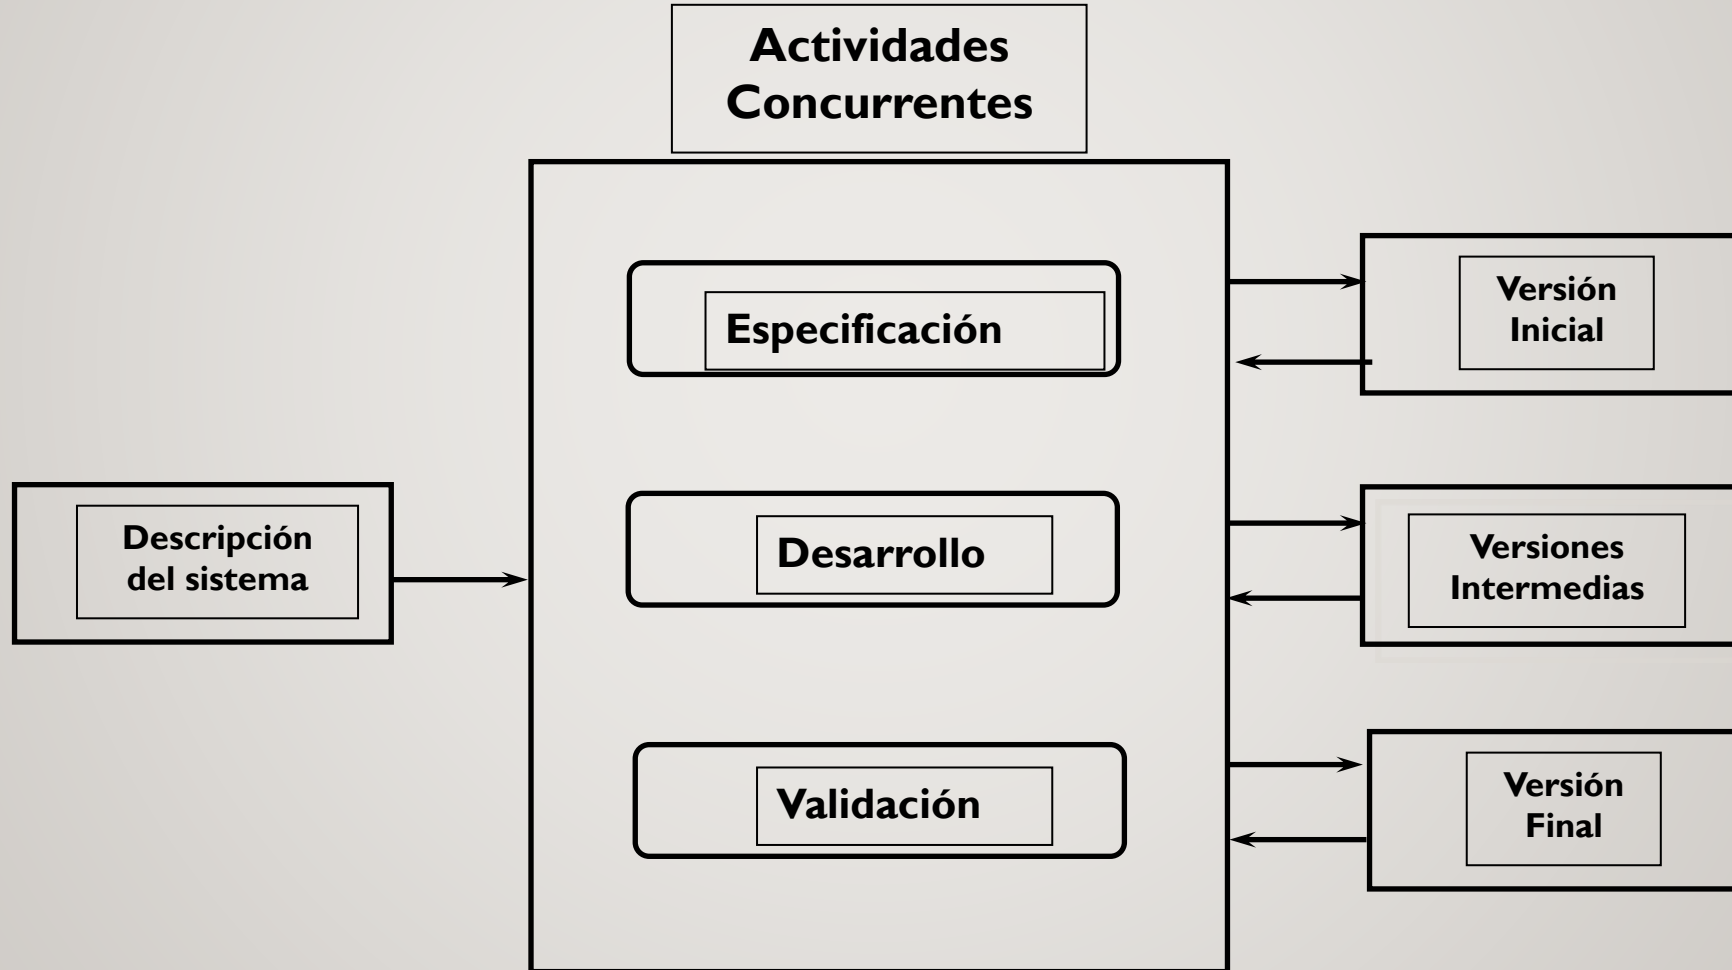 Actividades
Concurrentes
Especificación
Versión
Inicial
Descripción
del sistema
Desarrollo
Versiones
Intermedias
Validación
Versión
Final